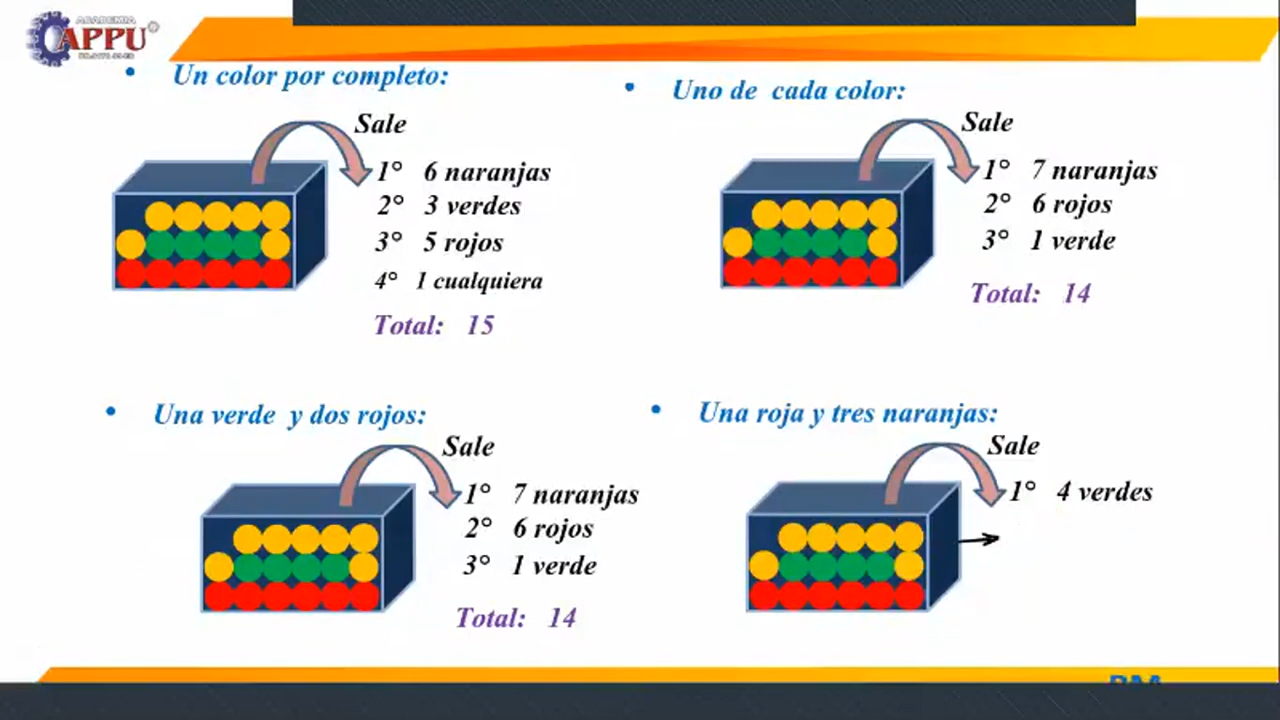 ACADEMIA
APPU®
• Un color por completo:
Sale
1° 6 naranjas
2° 3 verdes
3° 5 rojos
4° 1 cualquiera
Total: 15
• Uno de cada color:
Sale
1° 7 naranjas
2° 6 rojos
3° 1 verde
Total: 14
• Una verde y dos rojos:
Sale
1° 7 naranjas
2° 6 rojos
3° 1 verde
Total: 14
• Una roja y tres naranjas:
Sale
1° 4 verdes